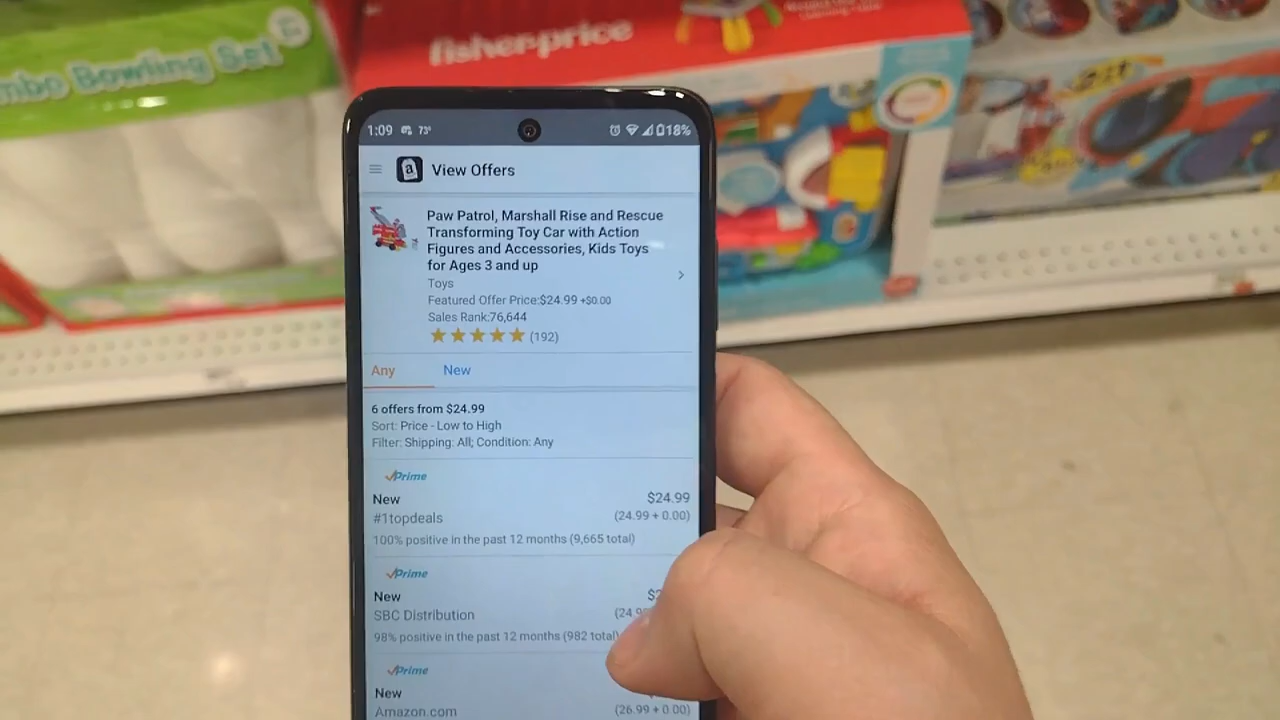 Bowling Set
fisher-price
1:09
73°
18%
View Offers
Paw Patrol, Marshall Rise and Rescue
Transforming Toy Car with Action
Figures and Accessories, Kids Toys
for Ages 3 and up
Toys
Featured Offer Price:$24.99 +$0.00
Sales Rank:76,644
(192)
Any
New
6 offers from $24.99
Sort: Price - Low to High
Filter: Shipping: All; Condition: Any
Prime
New
$24.99
#1topdeals
(24.99 + 0.00)
100% positive in the past 12 months (9,665 total)
Prime
New
SBC Distribution
98% positive in the past 12 months (982 total)
Prime
New
Amazon.com
(26.99 + 0.00)